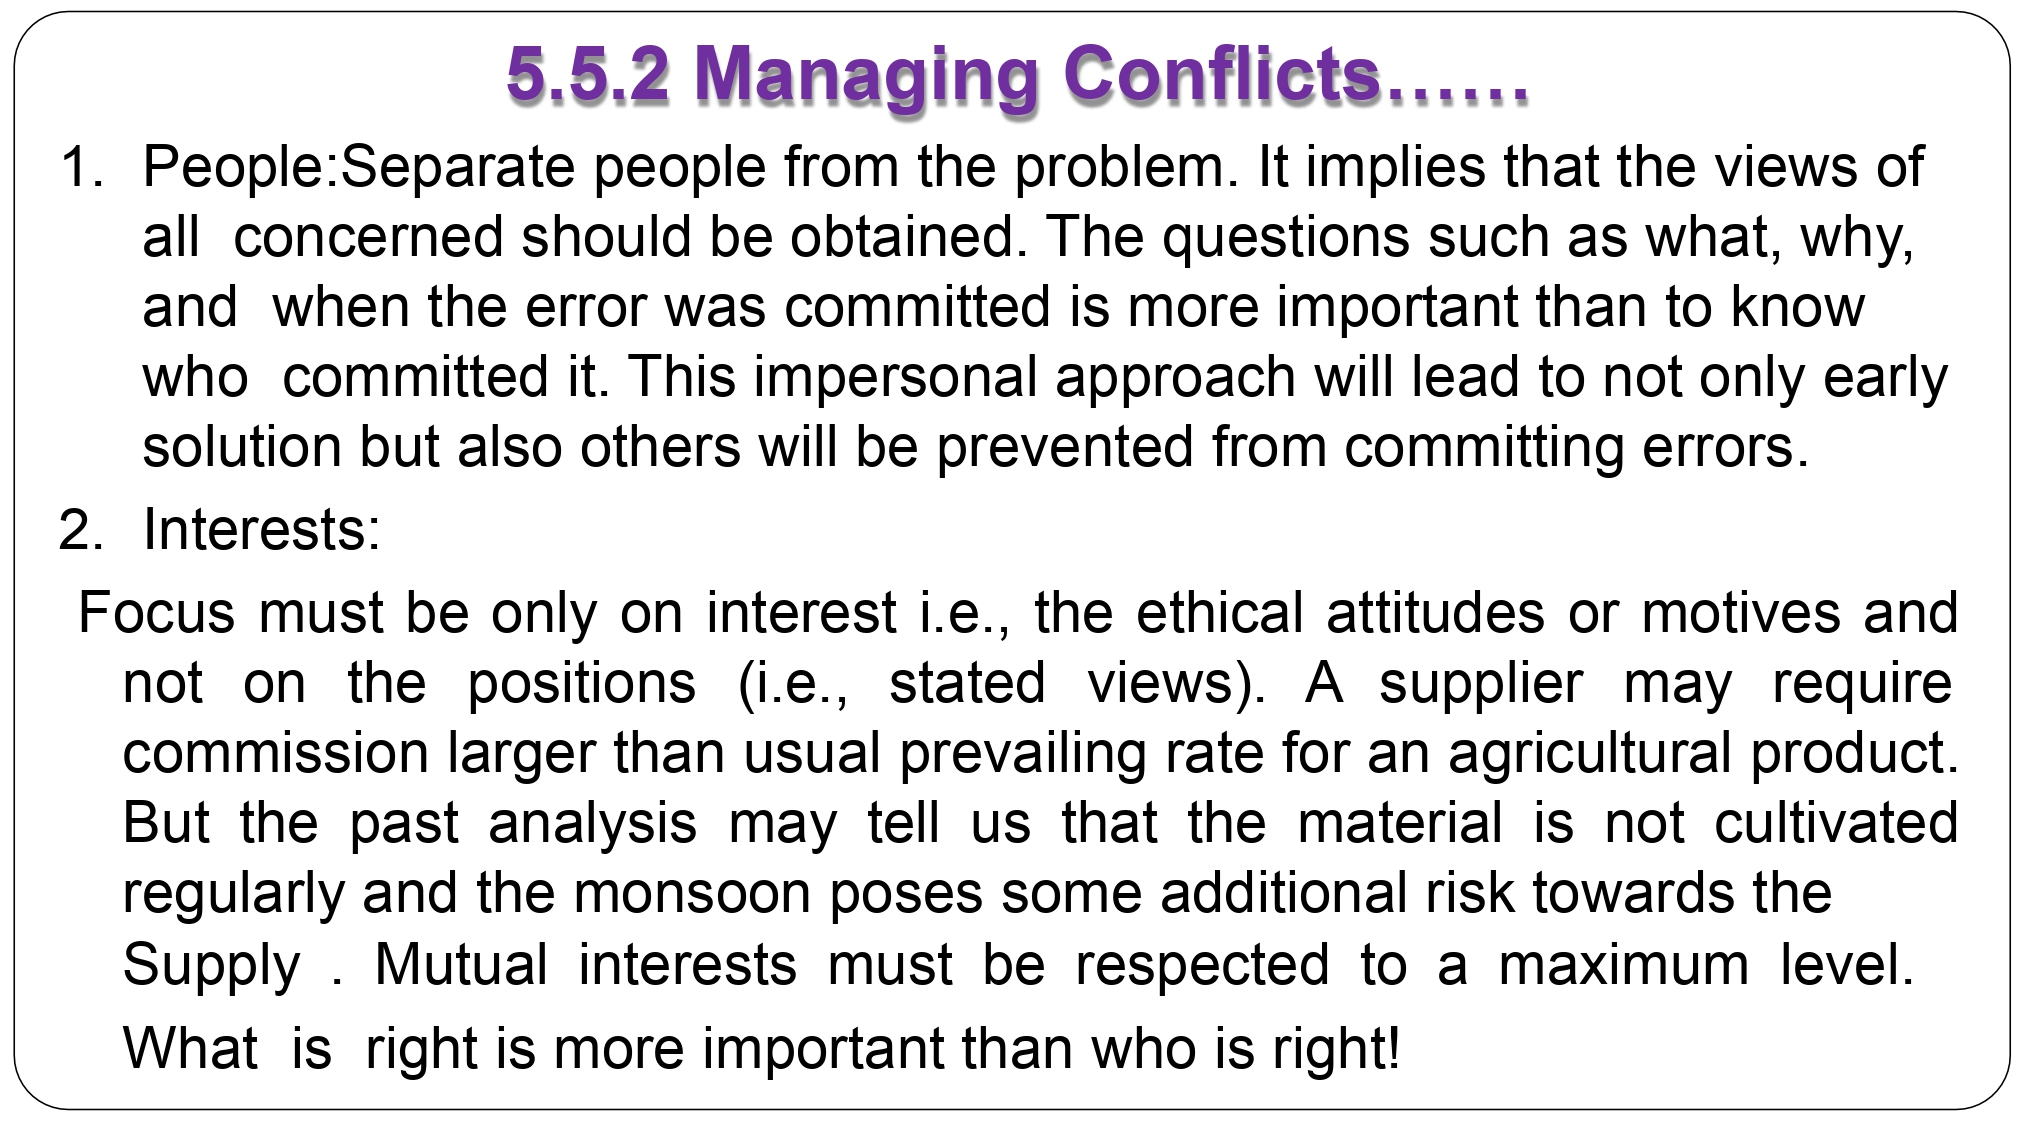 5.5.2 Managing Conflicts……
1. People:Separate people from the problem. It implies that the views of
all concerned should be obtained. The questions such as what, why,
and when the error was committed is more important than to know
who committed it. This impersonal approach will lead to not only early
solution but also others will be prevented from committing errors.
2. Interests:
Focus must be only on interest i.e., the ethical attitudes or motives and
not on the positions (i.e., stated views). A supplier may require
commission larger than usual prevailing rate for an agricultural product.
But the past analysis may tell us that the material is not cultivated
regularly and the monsoon poses some additional risk towards the
Supply . Mutual interests must be respected to a maximum level.
What is right is more important than who is right!